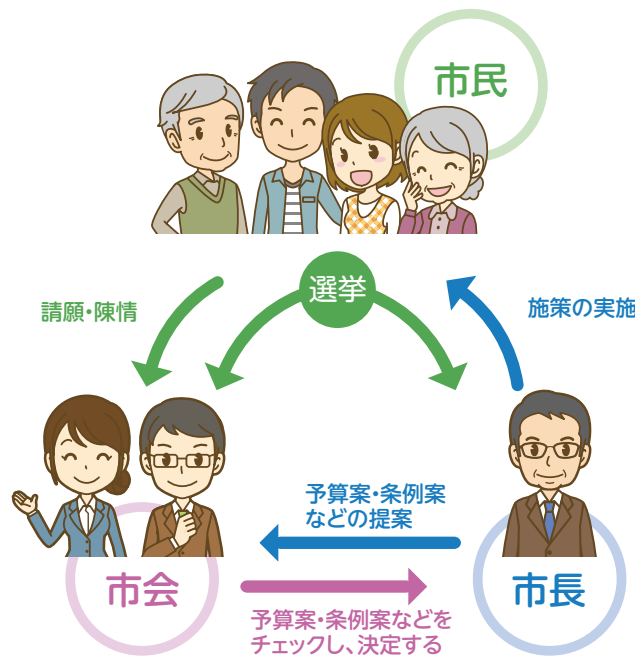 市民
選挙
請願・陳情
施策の実施
予算案・条例案
などの提案
市会
市長
予算案・条例案などを
チェックし、決定する